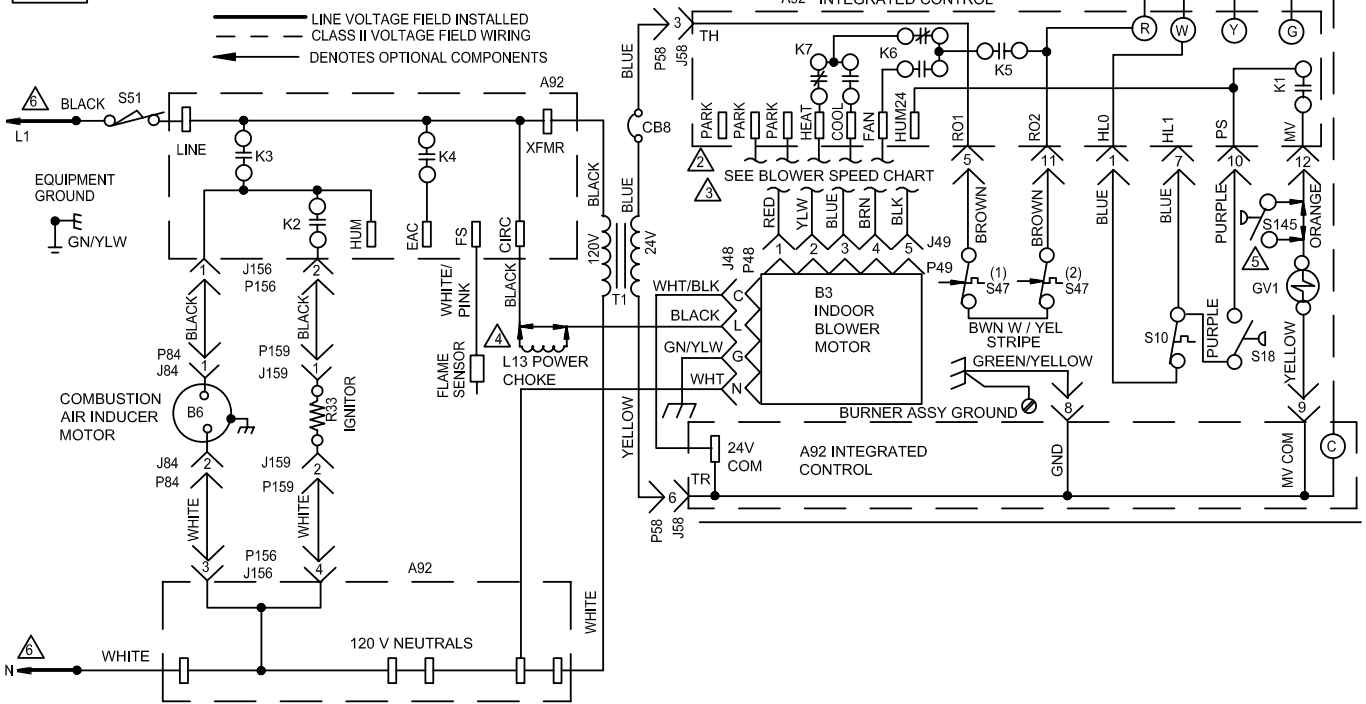 A92 INTEGRATED CONTROL
LINE VOLTAGE FIELD INSTALLED
CLASS II VOLTAGE FIELD WIRING
DENOTES OPTIONAL COMPONENTS
6
BLACK
S51
L1
A92
LINE
K3
K4
XFMR
EQUIPMENT
GROUND
GN/YLW
K2
HUM
EAC
FS
CIRC
1
J156
P156
2
BLACK
BLACK
WHITE/
PINK
BLACK
4
L13 POWER
CHOKE
FLAME
SENSOR
P84
J84
1
P159
J159
1
COMBUSTION
AIR INDUCER
MOTOR
B6
R33
IGNITOR
J84
P84
2
J159
P159
2
WHITE
WHITE
P156
J156
3
4
A92
6
N
WHITE
120 V NEUTRALS
WHITE
BLACK
BLUE
120V
24V
T1
YELLOW
BLUE
CB8
P58
J58
3
TH
K7
K6
K5
R
W
Y
G
K1
PARK
PARK
PARK
HEAT
COOL
FAN
HUM24
RO1
RO2
HL0
HL1
PS
MV
2
3
SEE BLOWER SPEED CHART
5
11
1
7
10
12
RED
YLW
BLUE
BRN
BLK
BROWN
BROWN
BLUE
BLUE
PURPLE
ORANGE
1
2
3
4
5
J49
P49
J48
P48
S145
5
WHT/BLK
C
BLACK
L
GN/YLW
G
WHT
N
B3
INDOOR
BLOWER
MOTOR
(1)
S47
(2)
S47
BWN W / YEL
STRIPE
GV1
S10
PURPLE
S18
YELLOW
GREEN/YELLOW
BURNER ASSY GROUND
8
9
24V
COM
A92 INTEGRATED
CONTROL
GND
MV COM
C
TR
6
P58
J58